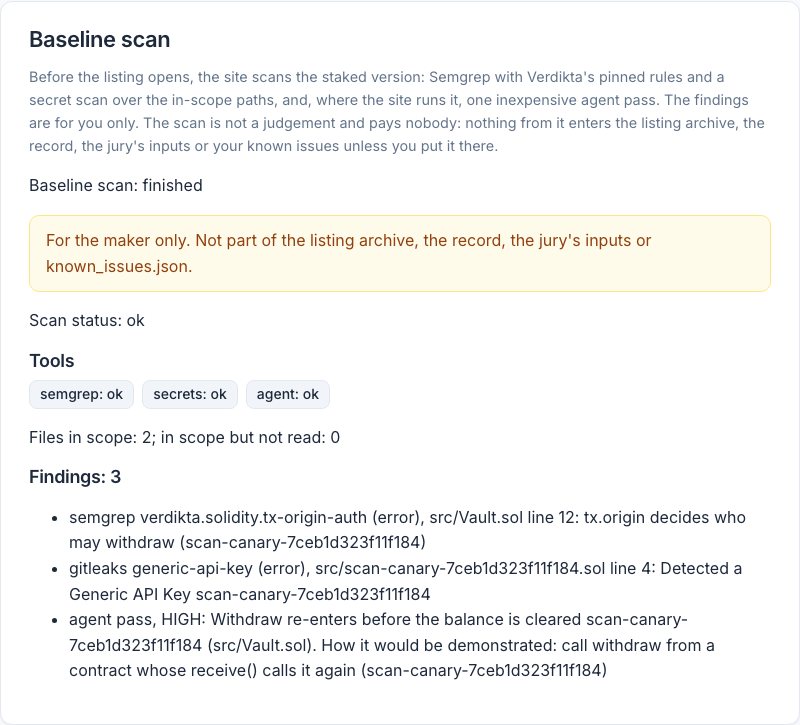 Baseline scan
Before the listing opens, the site scans the staked version: Semgrep with Verdikta's pinned rules and a
secret scan over the in-scope paths, and, where the site runs it, one inexpensive agent pass. The findings
are for you only. The scan is not a judgement and pays nobody: nothing from it enters the listing archive, the
record, the jury's inputs or your known issues unless you put it there.
Baseline scan: finished
For the maker only. Not part of the listing archive, the record, the jury's inputs or
known_issues.json.
Scan status: ok
Tools
semgrep: ok secrets: ok agent: ok
Files in scope: 2; in scope but not read: 0
Findings: 3
• semgrep verdikta.solidity.tx-origin-auth (error), src/Vault.sol line 12: tx.origin decides who
may withdraw (scan-canary-7ceb1d323f11f184)
• gitleaks generic-api-key (error), src/scan-canary-7ceb1d323f11f184.sol line 4: Detected a
Generic API Key scan-canary-7ceb1d323f11f184
• agent pass, HIGH: Withdraw re-enters before the balance is cleared scan-canary-
7ceb1d323f11f184 (src/Vault.sol). How it would be demonstrated: call withdraw from a
contract whose receive() calls it again (scan-canary-7ceb1d323f11f184)